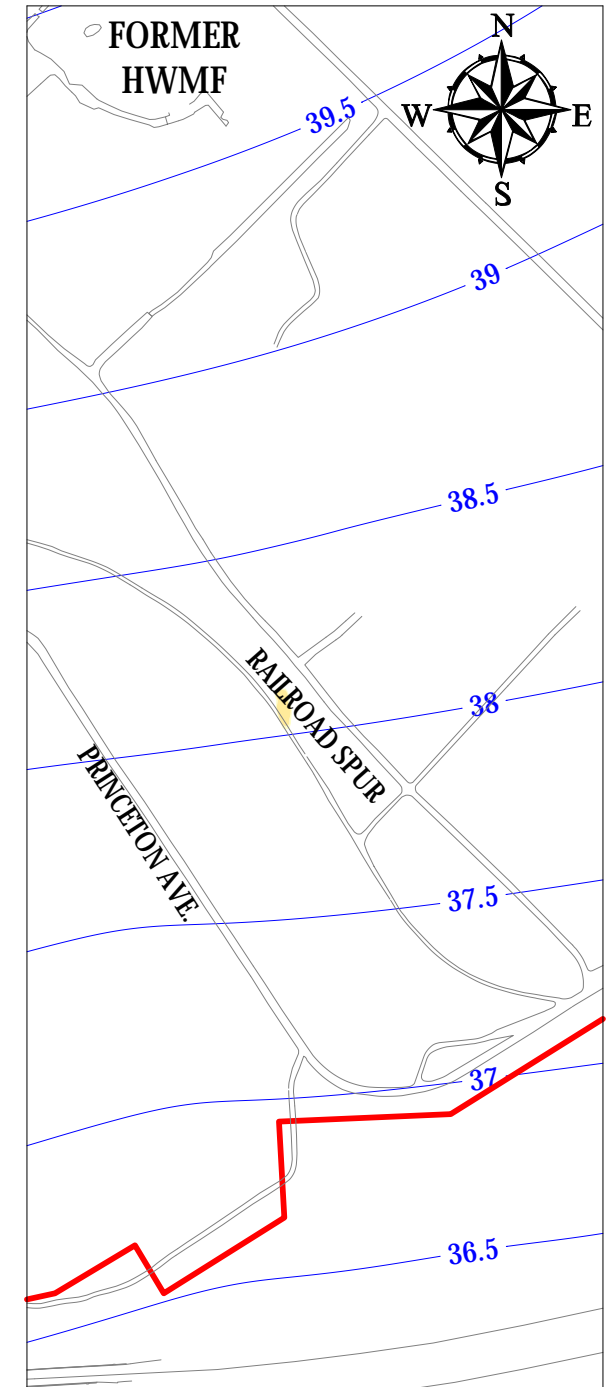 FORMER
HWMF
N
W
E
S
39.5
39
38.5
38
RAILROAD SPUR
PRINCETON AVE.
37.5
37
36.5